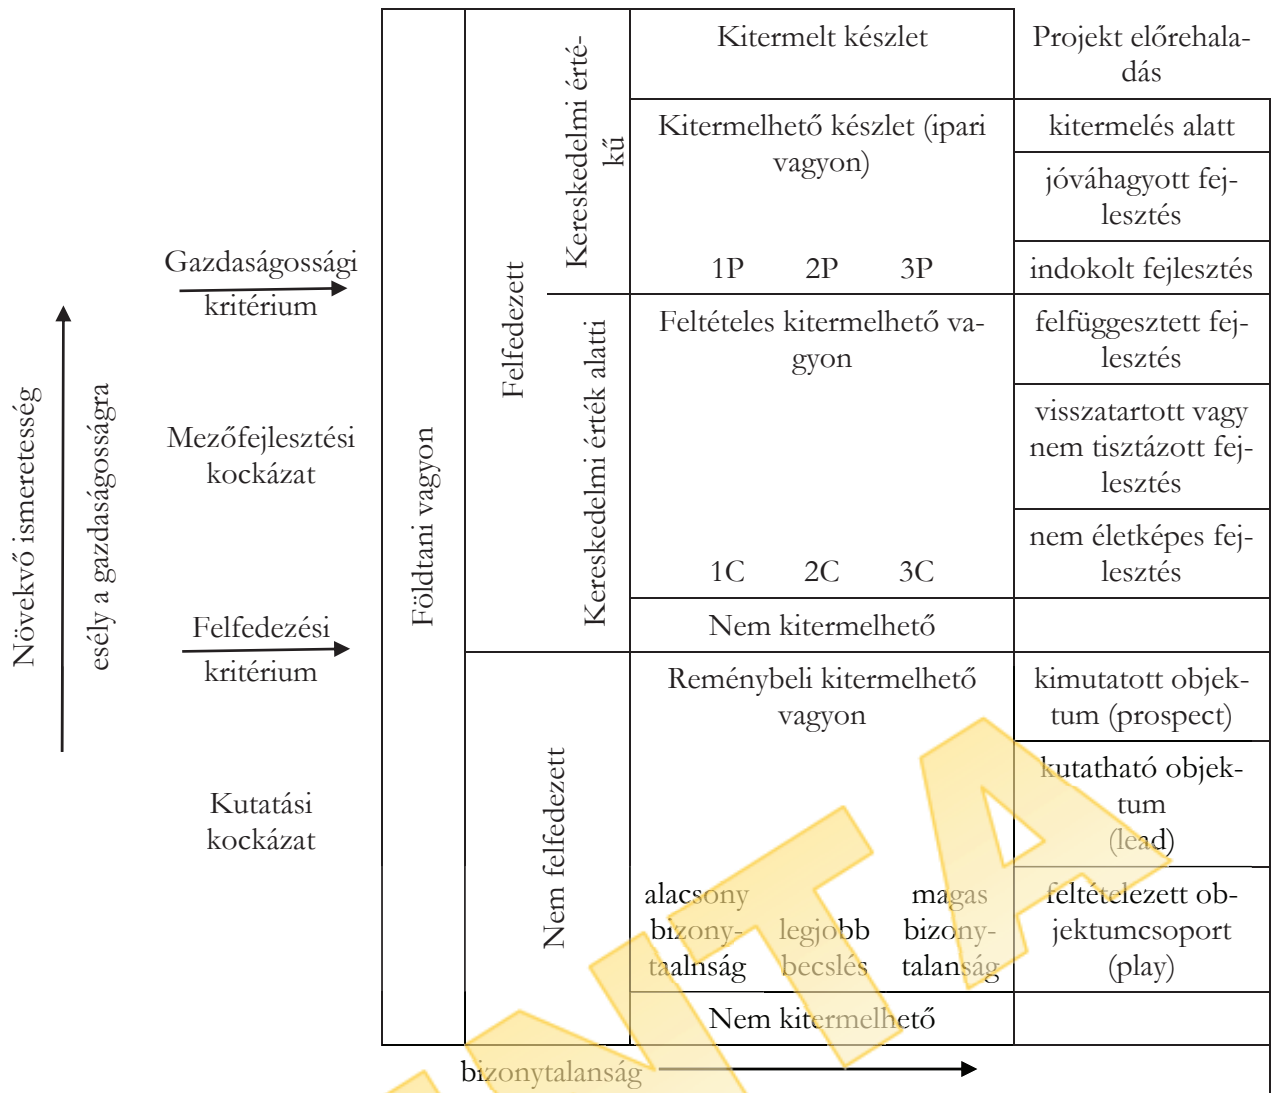 Növekvő ismeretesség
esély a gazdaságosságra
Gazdaságossági
kritérium
Mezőfejlesztési
kockázat
Felfedezési
kritérium
Kutatási
kockázat
Földtani vagyon
Felfedezett
Kereskedelmi érté-
kű
Kitermelt készlet
Projekt előrehala-
dás
Kitermelhető készlet (ipari
vagyon)
1P 2P 3P
kitermelés alatt
jóváhagyott fej-
lesztés
indokolt fejlesztés
Kereskedelmi érték alatti
Feltételes kitermelhető va-
gyon
1C 2C 3C
felfüggesztett fej-
lesztés
visszatartott vagy
nem tisztázott fej-
lesztés
nem életképes fej-
lesztés
Nem kitermelhető
Nem felfedezett
Reménybeli kitermelhető
vagyon
kimutatott objek-
tum (prospect)
kutatható objek-
tum
(lead)
alacsony
bizony-
taalnság
legjobb
becslés
magas
bizony-
talanság
feltételezett ob-
jektumcsoport
(play)
Nem kitermelhető
bizonytalanság